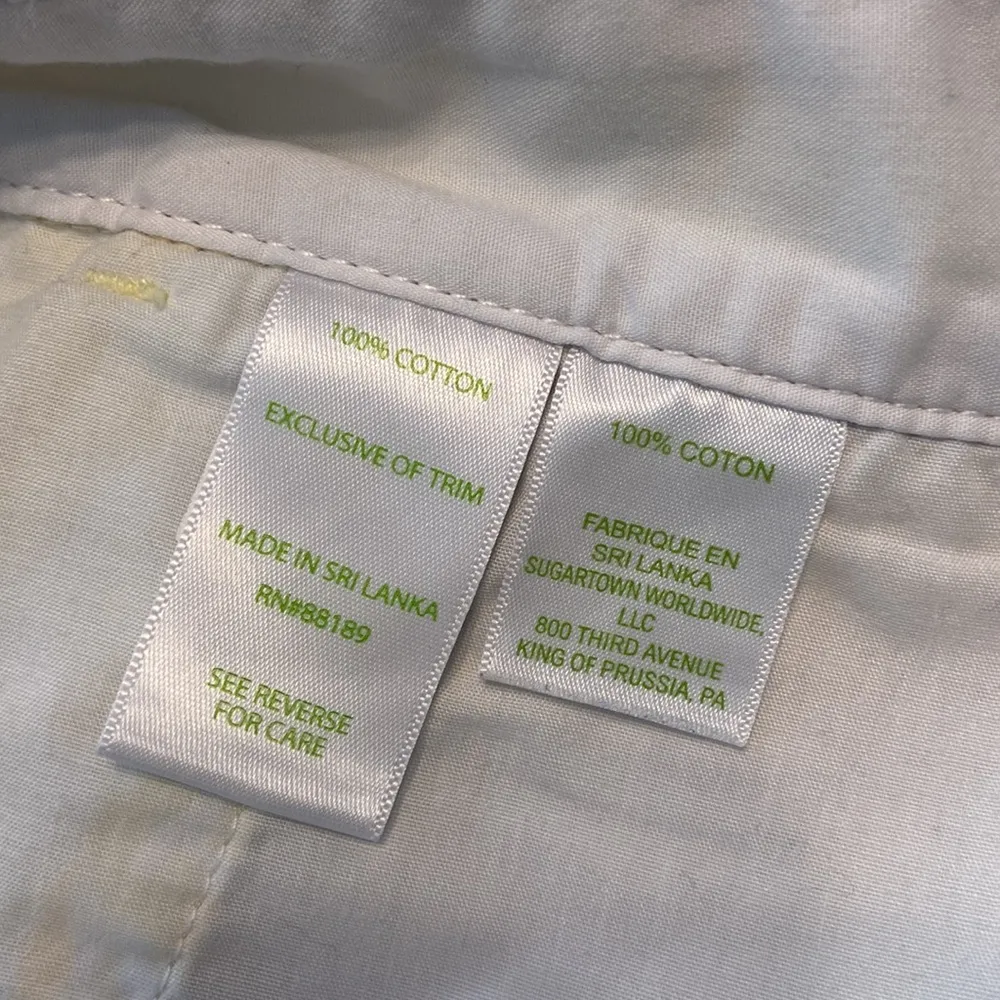 100% COTTON
EXCLUSIVE OF TRIM
MADE IN SRI LANKA
RN#88189
SEE REVERSE
FOR CARE
100% COTON
FABRIQUE EN
SRI LANKA
SUGARTOWN WORLDWIDE,
LLC
800 THIRD AVENUE
KING OF PRUSSIA, PA